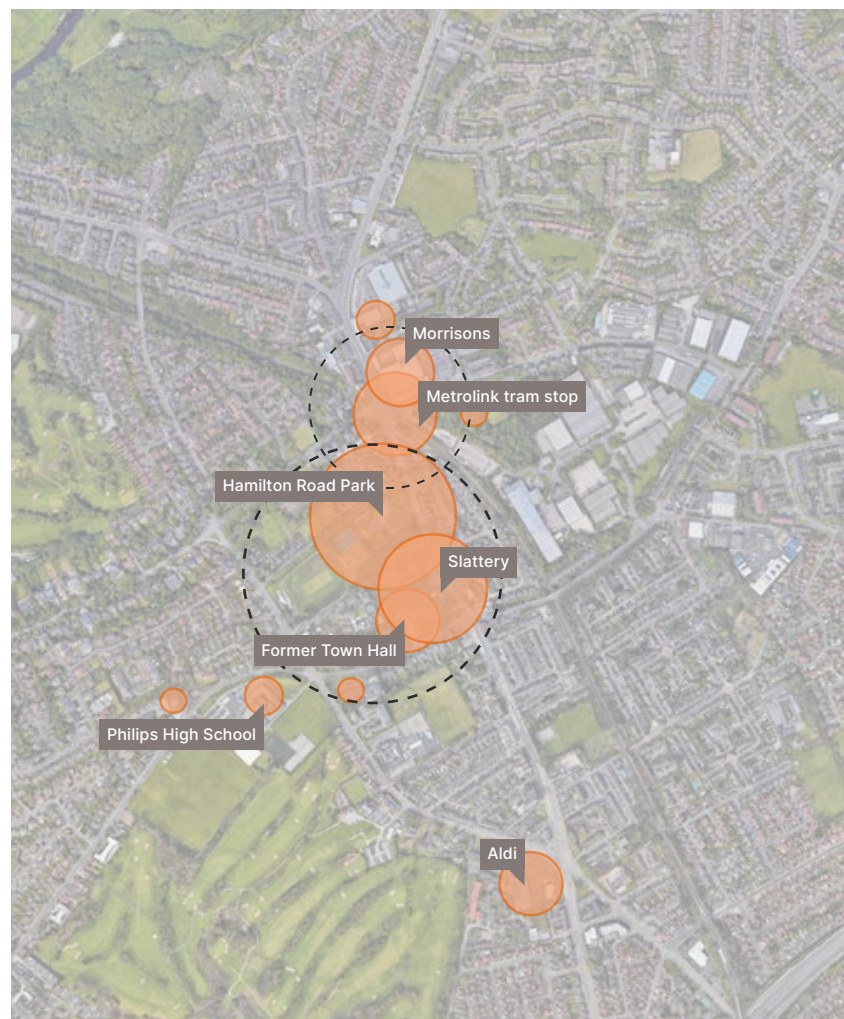 Morrisons
Metrolink tram stop
Hamilton Road Park
Slattery
Former Town Hall
Philips High School
Aldi